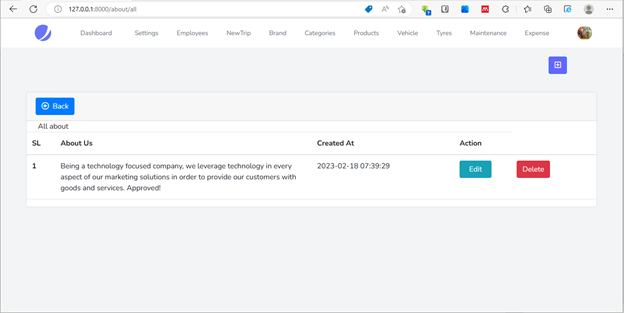 127.0.0.1:8000/about/all
Dashboard Settings Employees NewTrip Brand Categories Products Vehicle Tyres Maintenance Expense
Back
All about
SL About Us Created At Action
1 Being a technology focused company, we leverage technology in every 2023-02-18 07:39:29 Edit Delete
aspect of our marketing solutions in order to provide our customers with
goods and services. Approved!